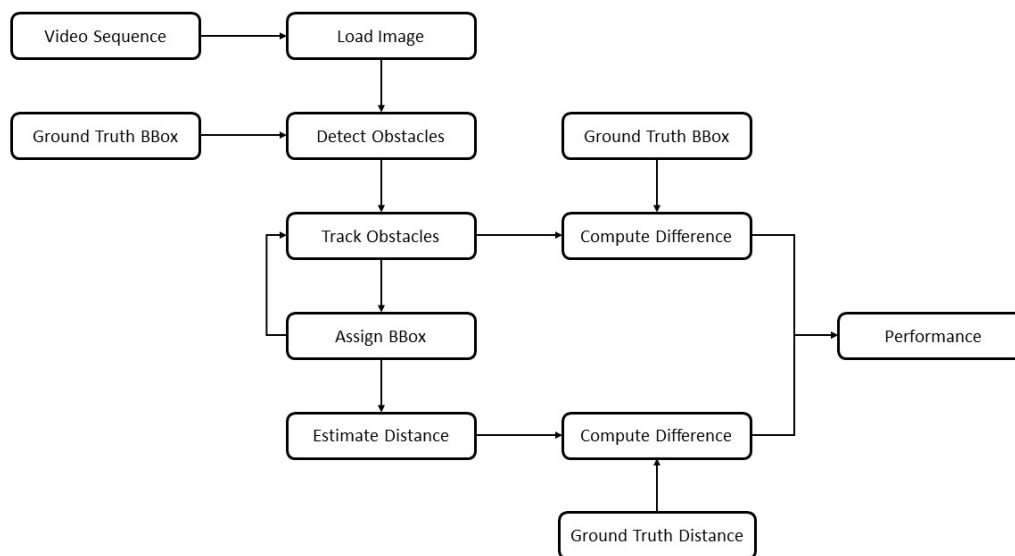 Video Sequence
Load Image
Ground Truth BBox
Detect Obstacles
Ground Truth BBox
Track Obstacles
Compute Difference
Assign BBox
Performance
Estimate Distance
Compute Difference
Ground Truth Distance